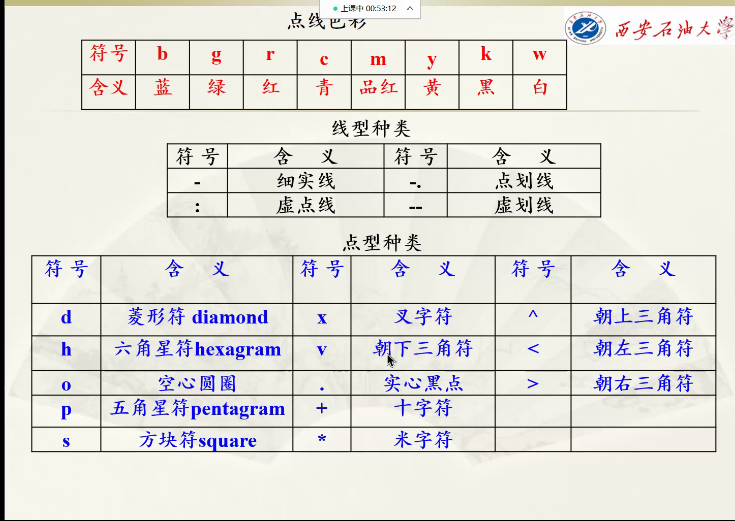 上课中 00:53:12
点线色彩
西安石油大学
符号 b g r c m y k w
含义 蓝 绿 红 青 品红 黄 黑 白
线型种类
符号 含义 符号 含义
- 细实线 -. 点划线
: 虚点线 -- 虚划线
点型种类
符号 含义 符号 含义 符号 含义
d 菱形符 diamond x 叉字符 ^ 朝上三角符
h 六角星符hexagram v 朝下三角符 < 朝左三角符
o 空心圆圈 . 实心黑点 > 朝右三角符
p 五角星符pentagram + 十字符
s 方块符square * 米字符